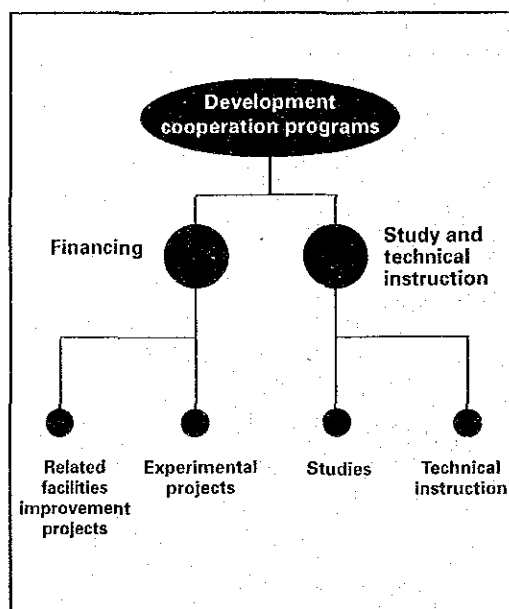 Development
cooperation programs
Financing
Study and
technical
instruction
Related
facilities
improvement
projects
Experimental
projects
Studies
Technical
instruction